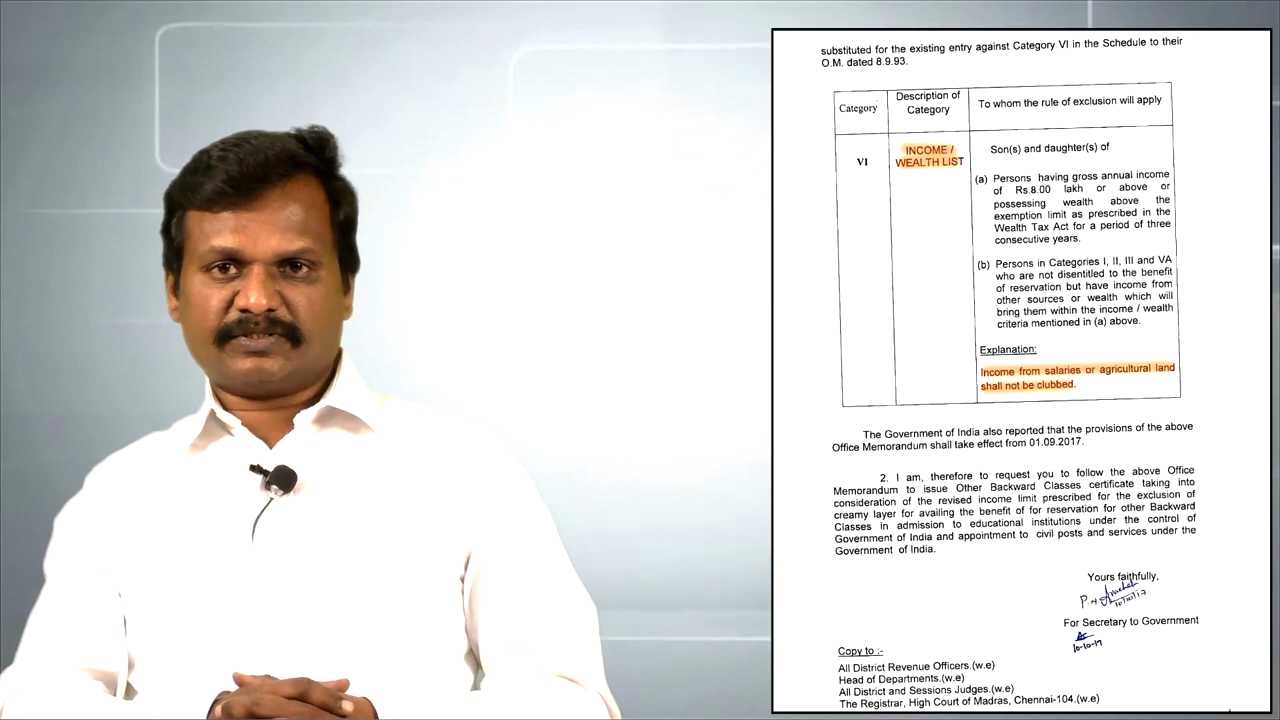 substituted for the existing entry against Category VI in the Schedule to their
O.M. dated 8.9.93.
Category
Description of
Category
To whom the rule of exclusion will apply
VI
INCOME /
WEALTH LIST
Son(s) and daughter(s) of
(a) Persons having gross annual income
of Rs.8.00 lakh or above or
possessing wealth above the
exemption limit as prescribed in the
Wealth Tax Act for a period of three
consecutive years.
(b) Persons in Categories I, II, III and VA
who are not disentitled to the benefit
of reservation but have income from
other sources or wealth which will
bring them within the income / wealth
criteria mentioned in (a) above.
Explanation:
Income from salaries or agricultural land
shall not be clubbed.
The Government of India also reported that the provisions of the above
Office Memorandum shall take effect from 01.09.2017.
2. I am, therefore to request you to follow the above Office
Memorandum to issue Other Backward Classes certificate taking into
consideration of the revised income limit prescribed for the exclusion of
creamy layer for availing the benefit of for reservation for other Backward
Classes in admission to educational institutions under the control of
Government of India and appointment to civil posts and services under the
Government of India.
Yours faithfully,
10/10/17
For Secretary to Government
10-10-17
Copy to :-
All District Revenue Officers.(w.e)
Head of Departments.(w.e)
All District and Sessions Judges.(w.e)
The Registrar, High Court of Madras, Chennai-104.(w.e)